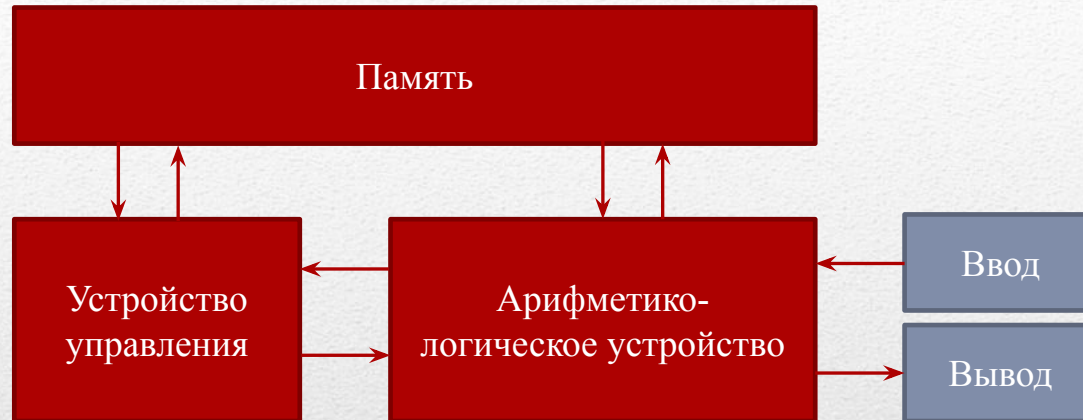 Память
Устройство
управления
Арифметико-
логическое устройство
Ввод
Вывод